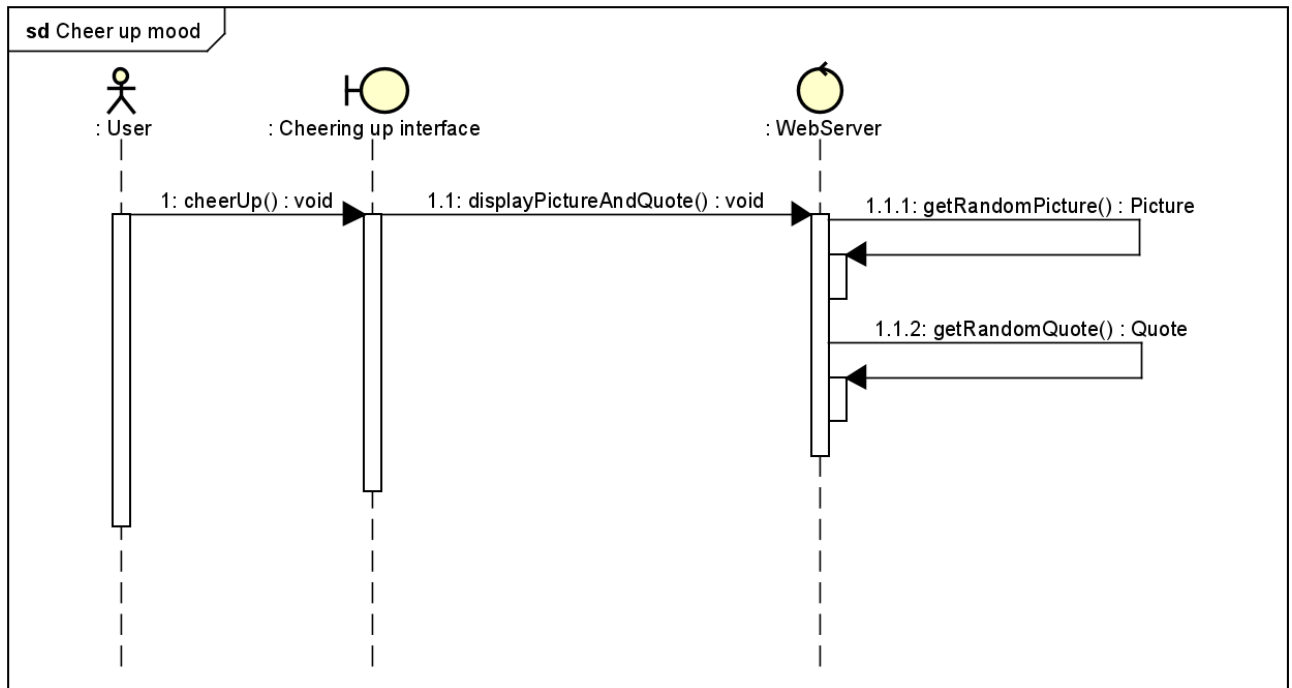 sd Cheer up mood
: User
: Cheering up interface
: WebServer
1: cheerUp() : void
1.1: displayPictureAndQuote() : void
1.1.1: getRandomPicture() : Picture
1.1.2: getRandomQuote() : Quote